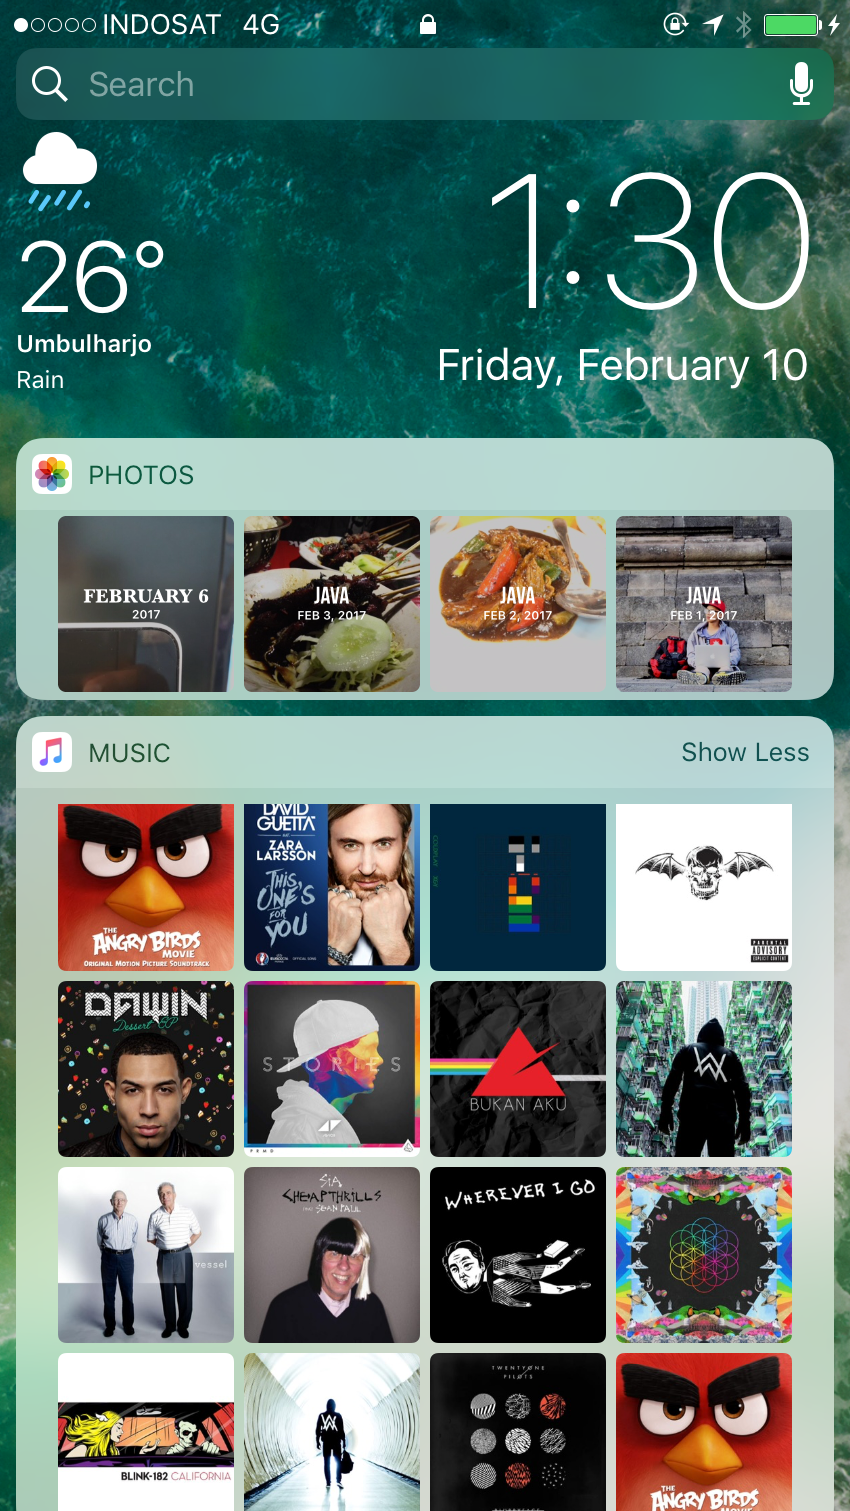 INDOSAT 4G
Search
26°
Umbulharjo
Rain
1:30
Friday, February 10
PHOTOS
FEBRUARY 6
2017
JAVA
FEB 3, 2017
JAVA
FEB 2, 2017
JAVA
FEB 1, 2017
MUSIC
Show Less
THE
ANGRY BIRDS
MOVIE
ORIGINAL MOTION PICTURE SOUNDTRACK
DAVID
GUETTA
ZARA
LARSSON
THIS
ONE'S
FOR
YOU
COLDPLAY
PARENTAL
ADVISORY
EXPLICIT CONTENT
DAWIN
Dessert EP
STORIES
PRMD
BUKAN AKU
vessel
SiA
CHEAP THRiLLS
SEAN PAUL
WHEREVER I GO
BLINK-182 CALIFORNIA
TWENTY ONE
PILOTS
THE
ANGRY BIRDS
MOVIE